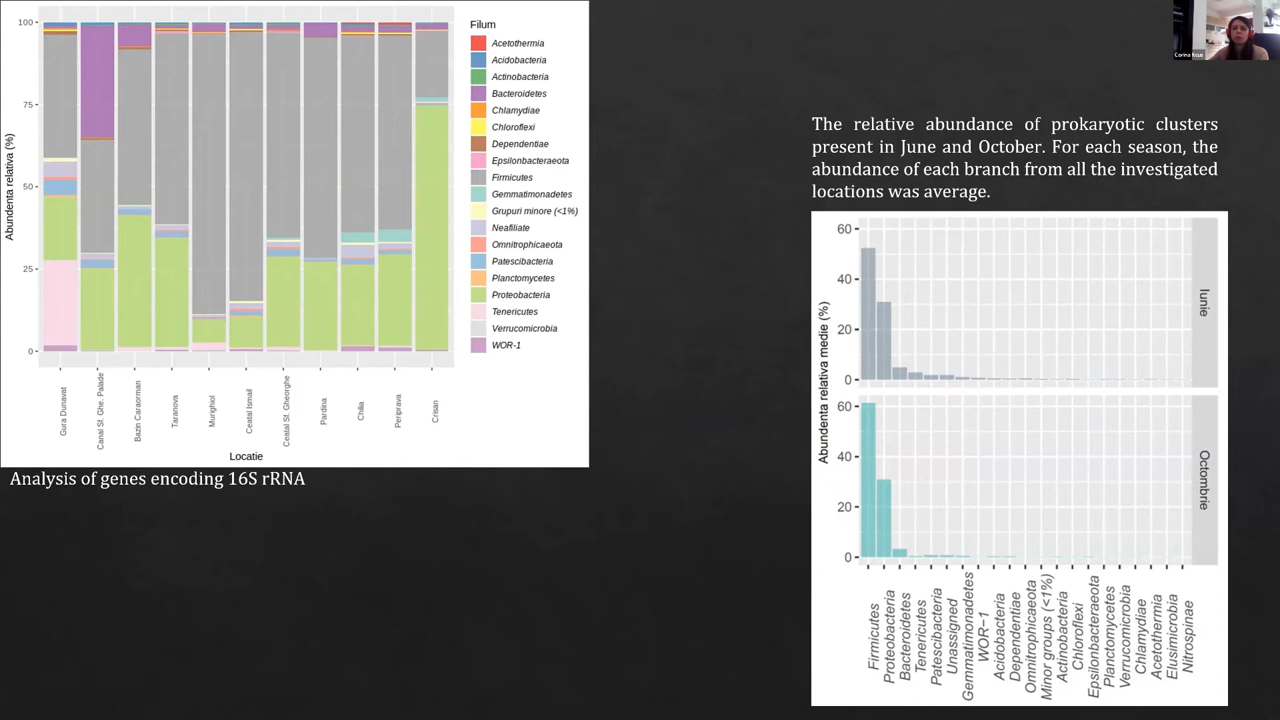 100
75
50
25
0
Abundenta relativa (%)
Gura Dunavat
Canal Sf. Ghe. Palade
Bazin Carzorman
Taranova
Murighiol
Ceatal Ismail
Ceatal Sf. Gheorghe
Pardina
Chilia
Periprava
Crisan
Locatie
Filum
Acetothermia
Acidobacteria
Actinobacteria
Bacteroidetes
Chlamydiae
Chloroflexi
Dependentiae
Epsilonbacteraeota
Firmicutes
Gemmatimonadetes
Grupuri minore (<1%)
Neafiliate
Omnitrophicaeota
Patescibacteria
Planctomycetes
Proteobacteria
Tenericutes
Verrucomicrobia
WOR-1
Analysis of genes encoding 16S rRNA
The relative abundance of prokaryotic clusters
present in June and October. For each season, the
abundance of each branch from all the investigated
locations was average.
60
40
20
0
Iunie
60
40
20
0
Octombrie
Abundenta relativa medie (%)
Firmicutes
Proteobacteria
Bacteroidetes
Tenericutes
Patescibacteria
Unassigned
Gemmatimonadetes
WOR−1
Acidobacteria
Dependentiae
Omnitrophicaeota
Minor groups (<1%)
Actinobacteria
Chloroflexi
Epsilonbacteraeota
Planctomycetes
Verrucomicrobia
Chlamydiae
Acetothermia
Elusimicrobia
Nitrospinae